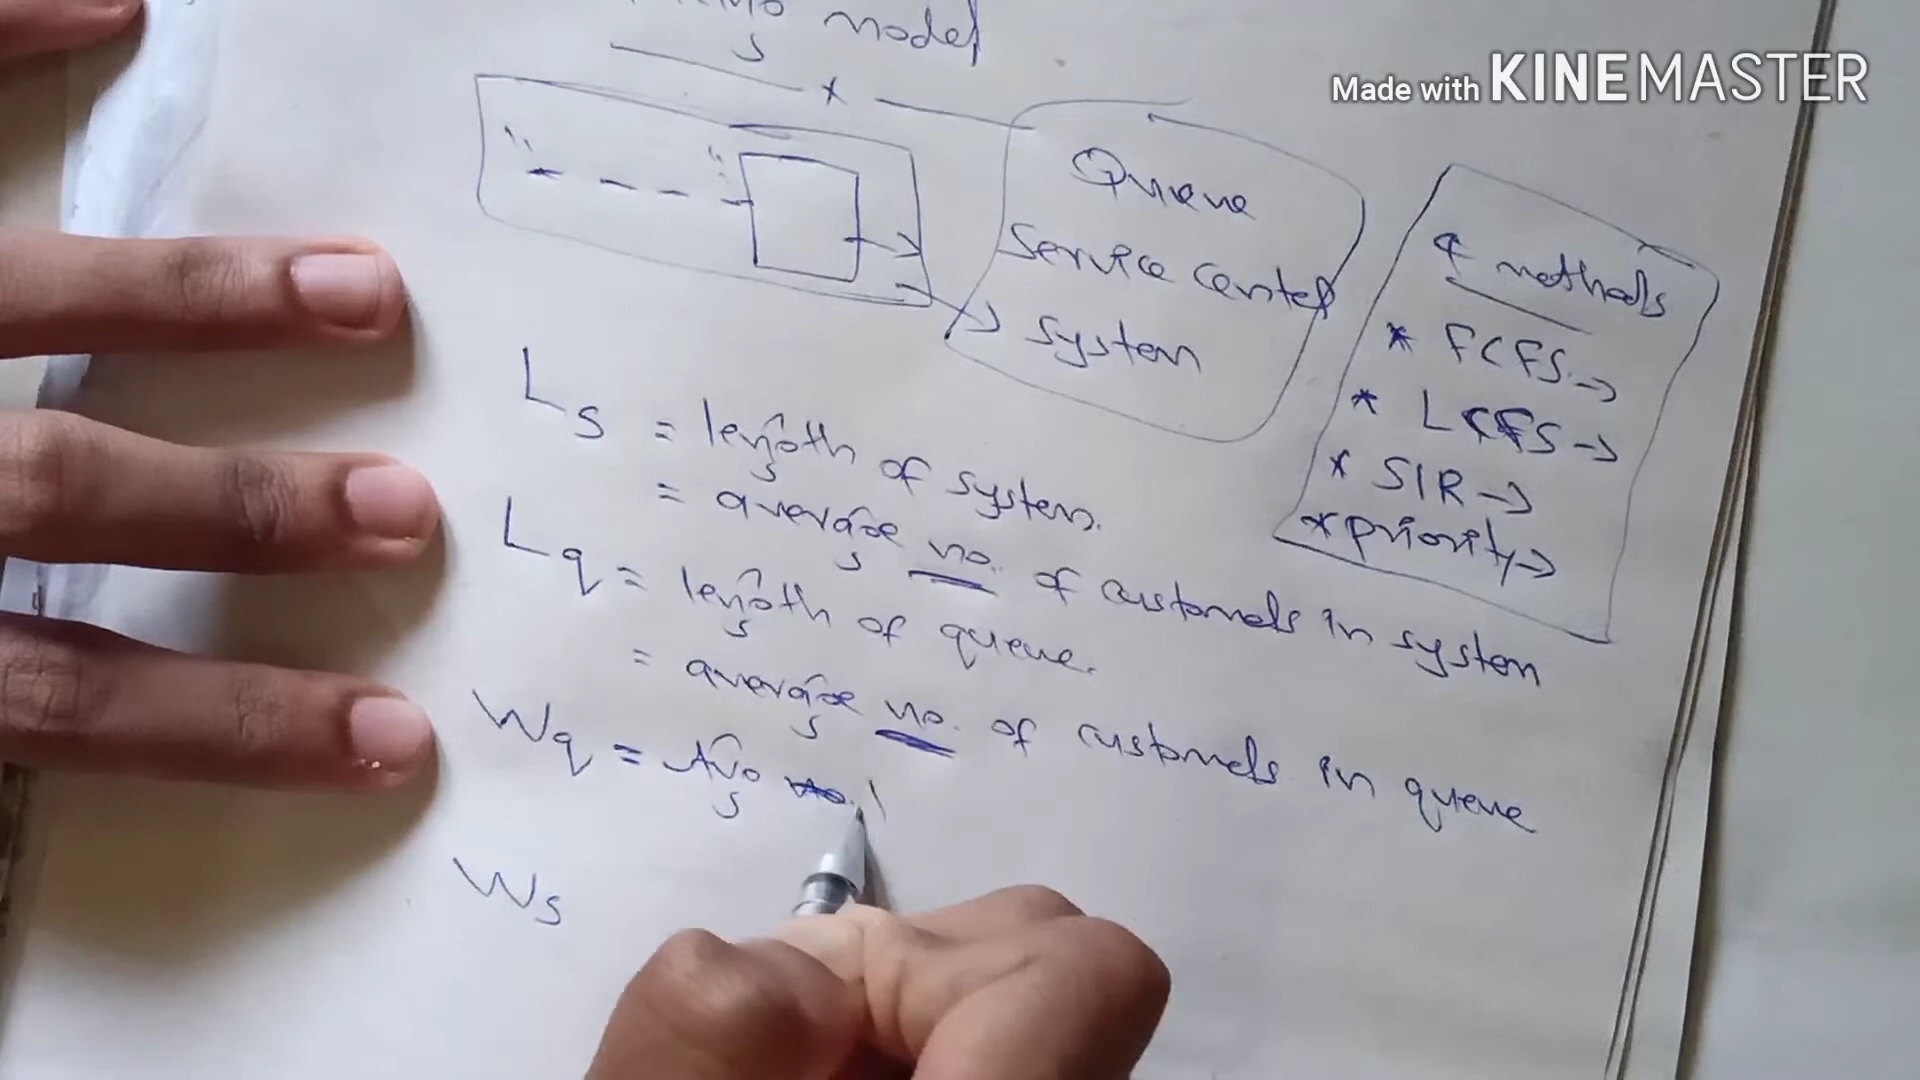 model
Made with KINEMASTER
Queue
Service center
System
4 methods
* FCFS →
* LCFS →
* SIR →
* priority →
Ls = length of system.
= average no. of customers in system
Lq = length of queue.
= average no. of customers in queue
Wq = Avg
Ws